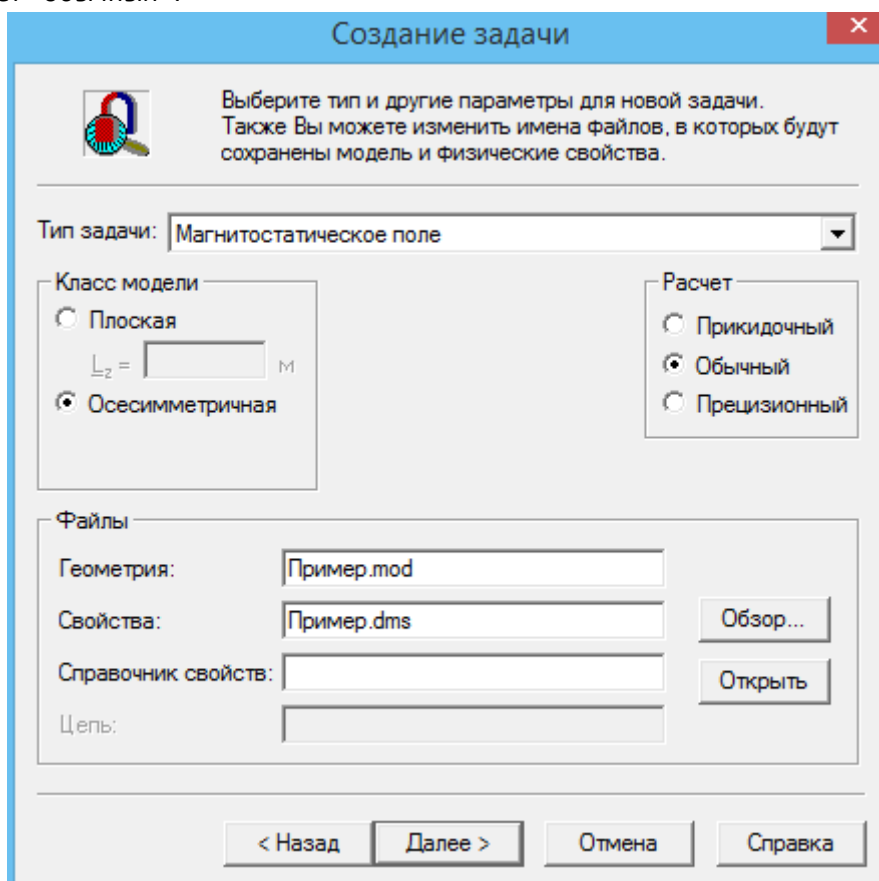 Создание задачи
Выберите тип и другие параметры для новой задачи.
Также Вы можете изменить имена файлов, в которых будут
сохранены модель и физические свойства.
Тип задачи: Магнитостатическое поле
Класс модели
Плоская
Lz = м
Осесимметричная
Расчет
Прикидочный
Обычный
Прецизионный
Файлы
Геометрия: Пример.mod
Свойства: Пример.dms
Обзор...
Справочник свойств:
Открыть
Цепь:
< Назад Далее > Отмена Справка